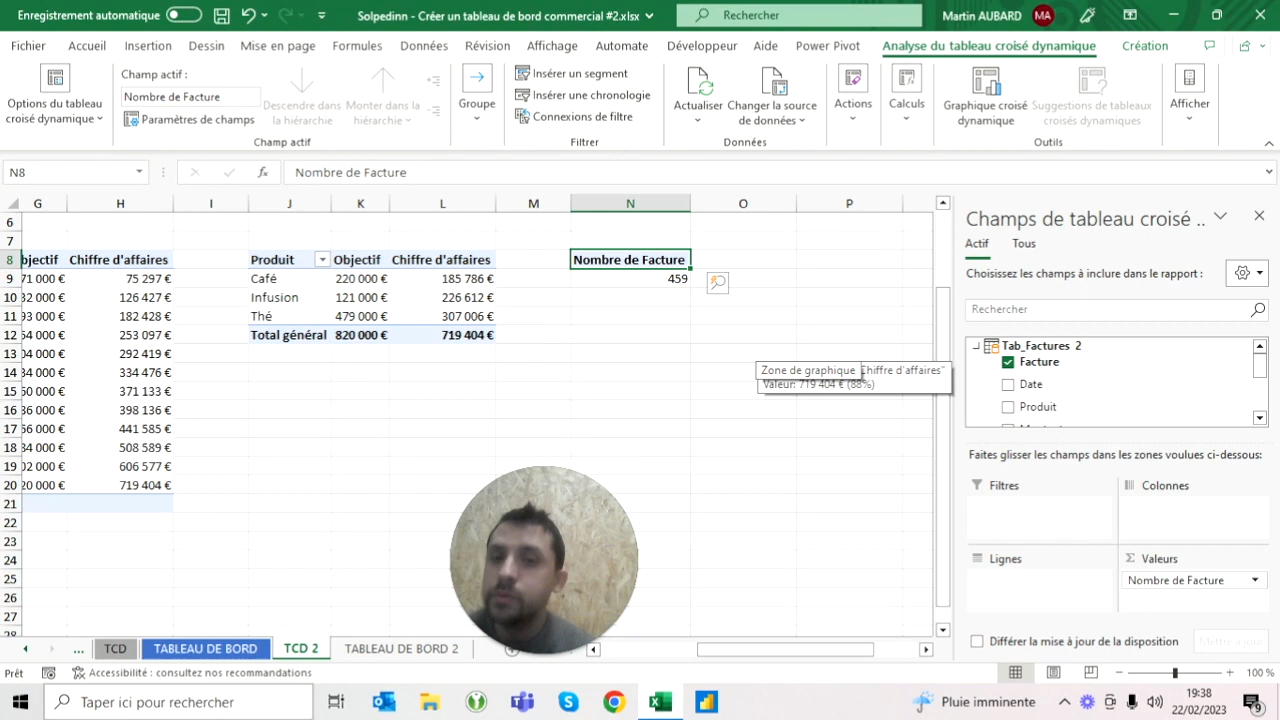 Enregistrement automatique
Solpedinn - Créer un tableau de bord commercial #2.xlsx
Rechercher
Martin AUBARD MA
Fichier Accueil Insertion Dessin Mise en page Formules Données Révision Affichage Automate Développeur Aide Power Pivot Analyse du tableau croisé dynamique Création
Options du tableau croisé dynamique
Champ actif :
Nombre de Facture
Paramètres de champs
Descendre dans la hiérarchie
Monter dans la hiérarchie
Champ actif
Groupe
Insérer un segment
Insérer une chronologie
Connexions de filtre
Filtrer
Actualiser
Changer la source de données
Données
Actions
Calculs
Graphique croisé dynamique
Suggestions de tableaux croisés dynamiques
Outils
Afficher
N8 fx Nombre de Facture
G H I J K L M N O P
6
7
8 bjectif Chiffre d'affaires Produit Objectif Chiffre d'affaires Nombre de Facture
9 71 000 € 75 297 € Café 220 000 € 185 786 € 459
10 32 000 € 126 427 € Infusion 121 000 € 226 612 €
11 93 000 € 182 428 € Thé 479 000 € 307 006 €
12 54 000 € 253 097 € Total général 820 000 € 719 404 €
13 04 000 € 292 419 €
14 34 000 € 334 476 €
15 50 000 € 371 133 €
16 86 000 € 398 136 €
17 56 000 € 441 585 €
18 34 000 € 508 589 €
19 02 000 € 606 577 €
20 20 000 € 719 404 €
21
22
23
24
25
26
27
28
Zone de graphique Chiffre d'affaires"
Valeur: 719 404 € (88%)
Champs de tableau croisé ..
Actif Tous
Choisissez les champs à inclure dans le rapport :
Rechercher
Tab_Factures 2
Facture
Date
Produit
Faites glisser les champs dans les zones voulues ci-dessous:
Filtres
Colonnes
Lignes
Σ Valeurs
Nombre de Facture
Différer la mise à jour de la disposition
Mettre à jour
... TCD TABLEAU DE BORD TCD 2 TABLEAU DE BORD 2
Prêt
Accessibilité : consultez nos recommandations
100 %
Taper ici pour rechercher
Pluie imminente
19:38
22/02/2023
9